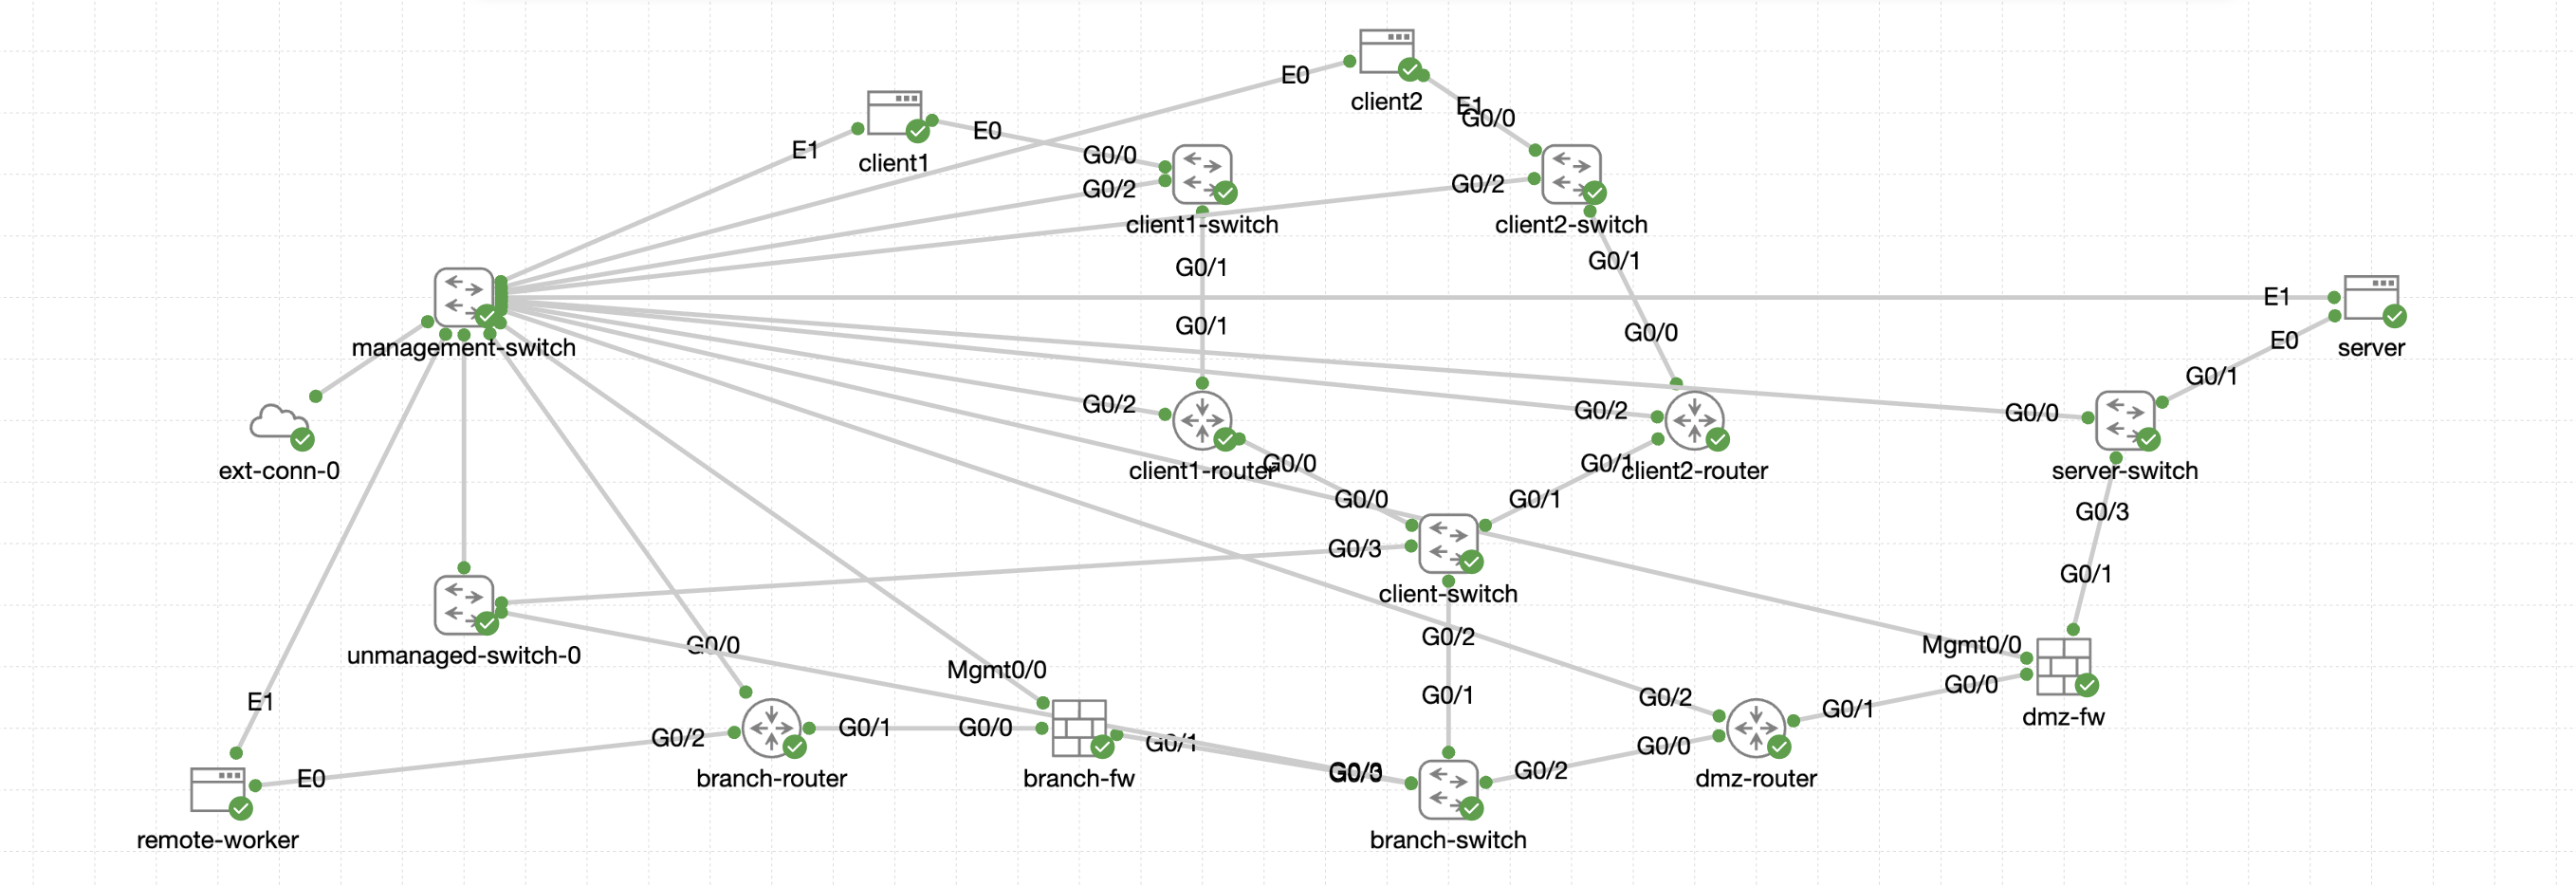 client2
E0
E1
G0/0
client1
E1
E0
G0/0
G0/2
client1-switch
G0/2
client2-switch
G0/1
G0/1
G0/1
G0/0
management-switch
E1
E0
server
G0/1
ext-conn-0
G0/2
client1-router
G0/0
G0/2
G0/1
client2-router
G0/0
server-switch
G0/0
G0/1
G0/3
client-switch
G0/3
G0/1
G0/2
G0/1
unmanaged-switch-0
G0/0
Mgmt0/0
Mgmt0/0
G0/0
dmz-fw
E1
G0/2
G0/1
G0/0
G0/1
branch-router
branch-fw
G0/2
G0/1
G0/0
G0/2
dmz-router
E0
remote-worker
G0/0
G0/3
branch-switch